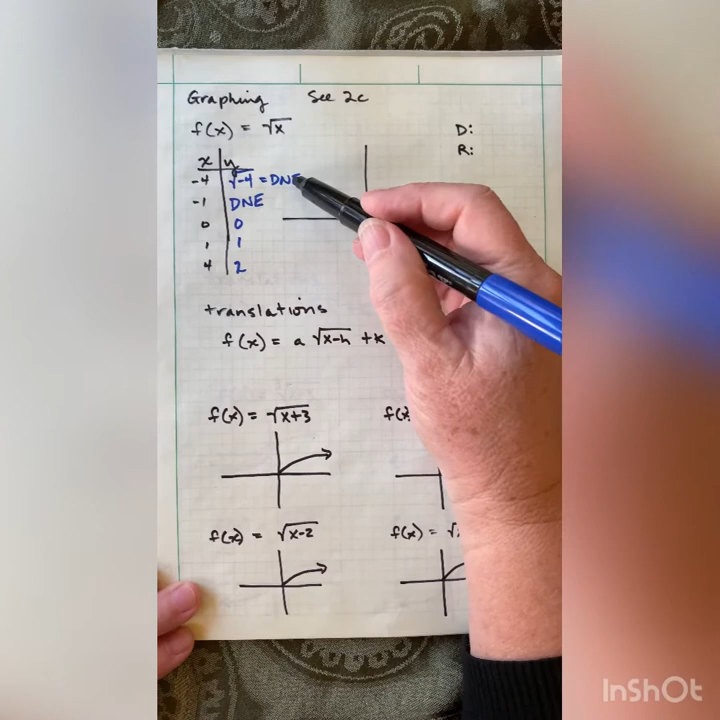 Graphing See 2c
f(x) = √x
D:
R:
x y
-4 √-4 = DNE
-1 DNE
0 0
1 1
4 2
translations
f(x) = a √x-h +k
f(x) = √x+3
f(x) = √x-2 f(x) = √
InShOt